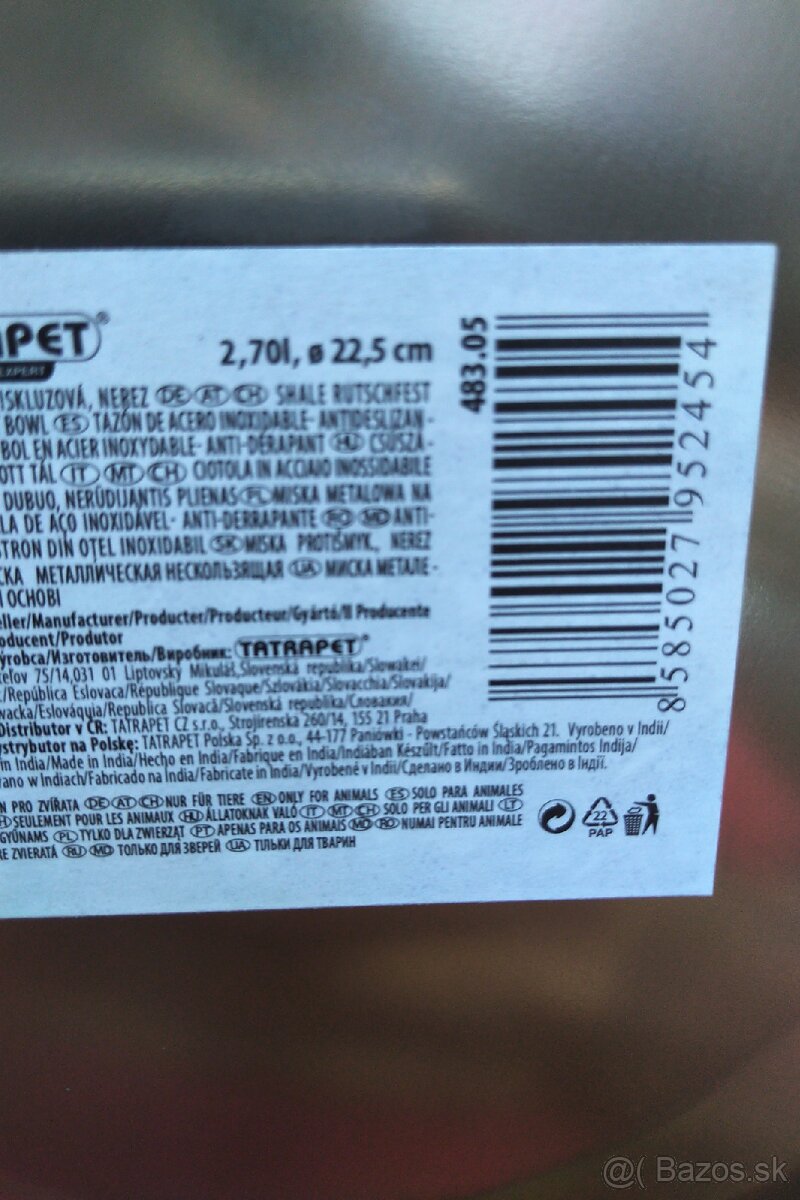 APET®
EXPERT
2,70l, ø 22,5 cm
483.05
ISKLUZOVÁ, NEREZ DE AT CH SHALE RUTSCHFEST
BOWL ES TAZÓN DE ACERO INOXIDABLE- ANTIDESLIZAN-
BOL EN ACIER INOXYDABLE- ANTI-DÉRAPANT HU CSÚSZÁ-
OTT TÁL IT MT CH CIOTOLA IN ACCIAIO INOSSIDABILE
DUBUO, NERŪDIJANTIS PLIENAS PL MISKA METALOWA NA
LA DE AÇO INOXIDÁVEL- ANTI-DERRAPANTE RO MD ANTI-
STRON DIN OȚEL INOXIDABIL SK MISKA PROTIŠMYK., NEREZ
СКА МЕТАЛЛИЧЕСКАЯ НЕСКОЛЬЗЯЩАЯ UA МИСКА МЕТАЛЕ-
І ОСНОВІ
eller/Manufacturer/Producter/Producteur/Gyártó/Il Producente
oducent/Produtor
ýrobca/Изготовитель/Виробник: TATRAPET®
teľov 75/14,031 01 Liptovský Mikuláš,Slovenská republika/Slowakei/
/República Eslovaca/République Slovaque/Szlovákia/Slovacchia/Slovakija/
wacka/Eslováquia/Republica Slovacă/Slovenská republika/Словакия/
Distributor v ČR: TATRAPET CZ s.r.o., Strojírenská 260/14, 155 21 Praha
ystrybutor na Polskę: TATRAPET Polska Sp. z o.o., 44-177 Paniówki - Powstańców Śląskich 21. Vyrobeno v Indii/
in India/Made in India/Hecho en India/Fabrique en India/Indiában Készült/Fatto in India/Pagamintos Indija/
ano w Indiach/Fabricado na India/Fabricate in India/Vyrobené v Indii/Сделано в Индии/Зроблено в Індії.
N PRO ZVÍŘATA DE AT CH NUR FÜR TIERE EN ONLY FOR ANIMALS ES SOLO PARA ANIMALES
H SEULEMENT POUR LES ANIMAUX HU ÁLLATOKNAK VALÓ IT MT CH SOLO PER GLI ANIMALI LT
GYŪNAMS PL TYLKO DLA ZWIERZĄT PT APENAS PARA OS ANIMAIS MD RO NUMAI PENTRU ANIMALE
RE ZVIERATÁ RU MD ТОЛЬКО ДЛЯ ЗВЕРЕЙ UA ТІЛЬКИ ДЛЯ ТВАРИН
22
PAP
8 585027 952454
@( Bazos.sk